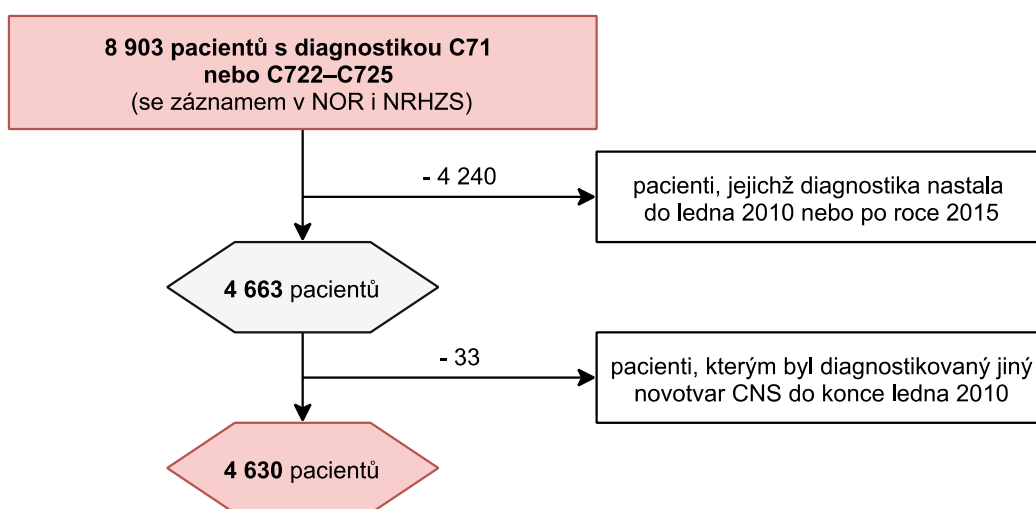 8 903 pacientů s diagnostikou C71
nebo C722–C725
(se záznamem v NOR i NRHZS)
- 4 240
pacienti, jejichž diagnostika nastala
do ledna 2010 nebo po roce 2015
4 663 pacientů
- 33
pacienti, kterým byl diagnostikovaný jiný
novotvar CNS do konce ledna 2010
4 630 pacientů